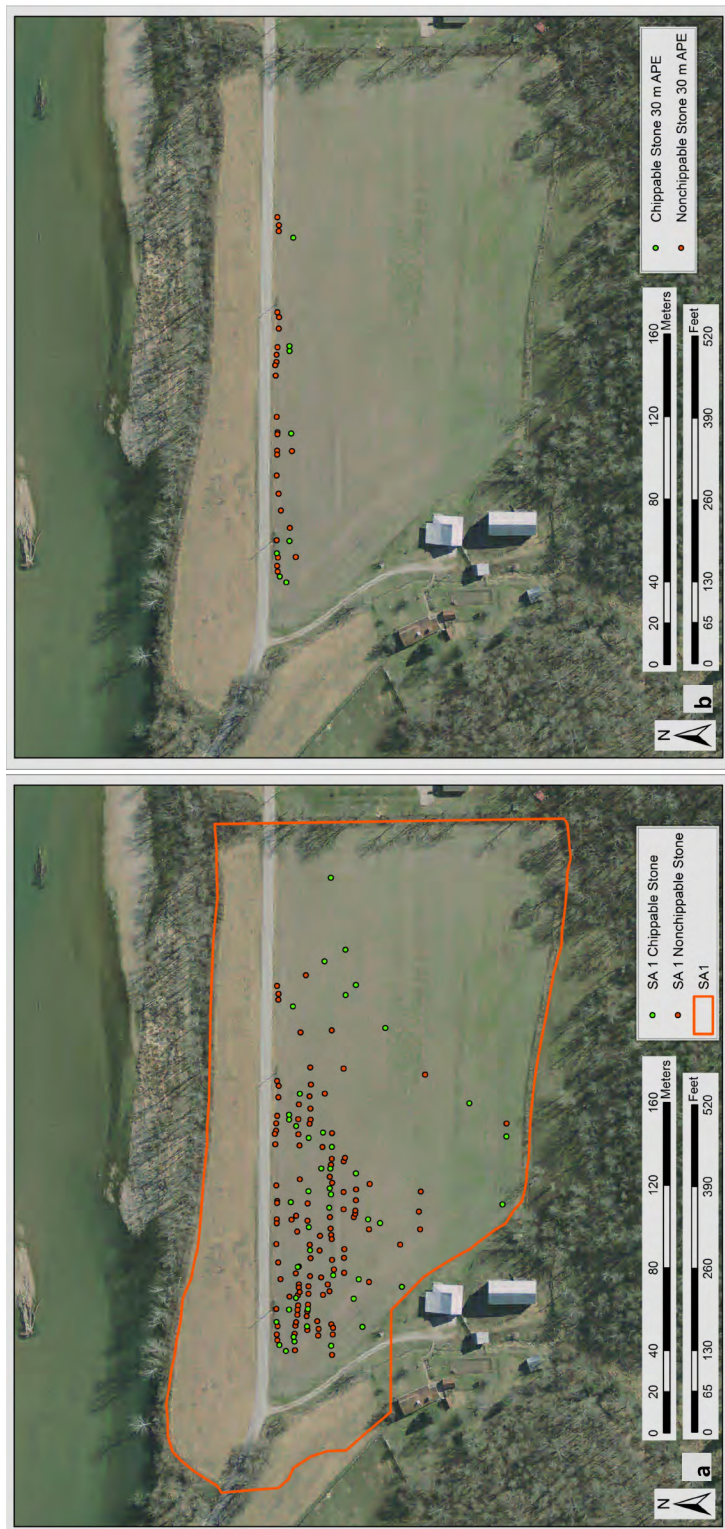 a
N
0 20 40 80 120 160
Meters
0 65 130 260 390 520
Feet
SA 1 Chippable Stone
SA 1 Nonchippable Stone
SA1
b
N
0 20 40 80 120 160
Meters
0 65 130 260 390 520
Feet
Chippable Stone 30 m APE
Nonchippable Stone 30 m APE